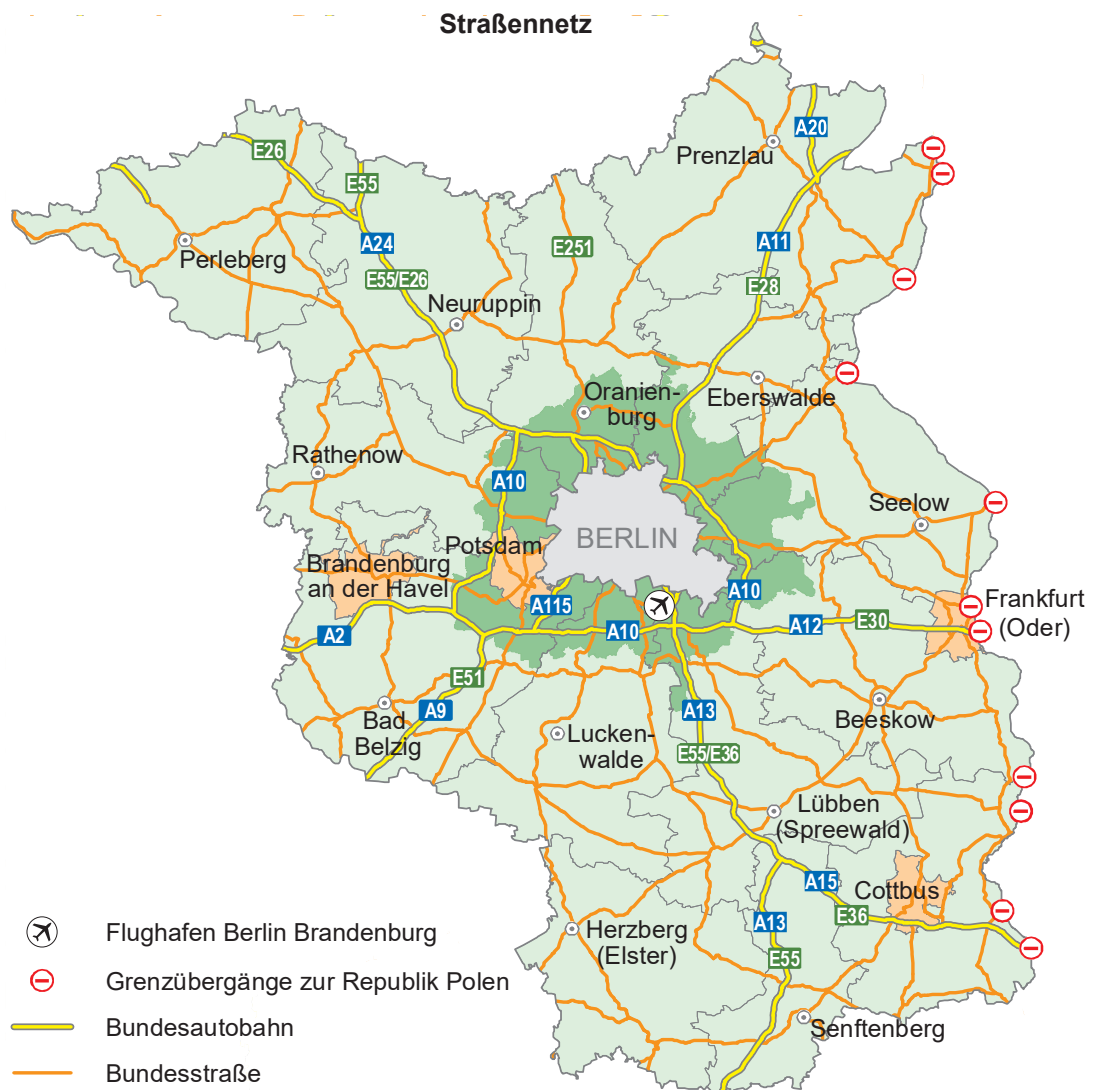 Straßennetz
A20
E26
Prenzlau
E55
A24
A11
E251
Perleberg
E55/E26
E28
Neuruppin
Oranien-
burg
Eberswalde
Rathenow
A10
Seelow
Potsdam
BERLIN
Brandenburg
an der Havel
A10
Frankfurt
(Oder)
A115
A2
A10
A12
E30
E51
A9
A13
Beeskow
Bad
Belzig
Lucken-
walde
E55/E36
Lübben
(Spreewald)
A15
Cottbus
E36
A13
Herzberg
(Elster)
E55
Senftenberg
Flughafen Berlin Brandenburg
Grenzübergänge zur Republik Polen
Bundesautobahn
Bundesstraße